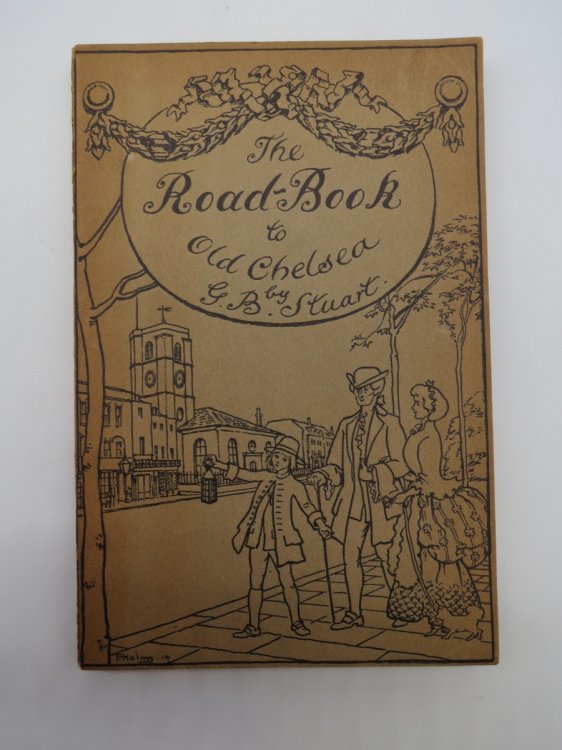 The
Road-Book
to
Old Chelsea
by
G. B. Stuart.